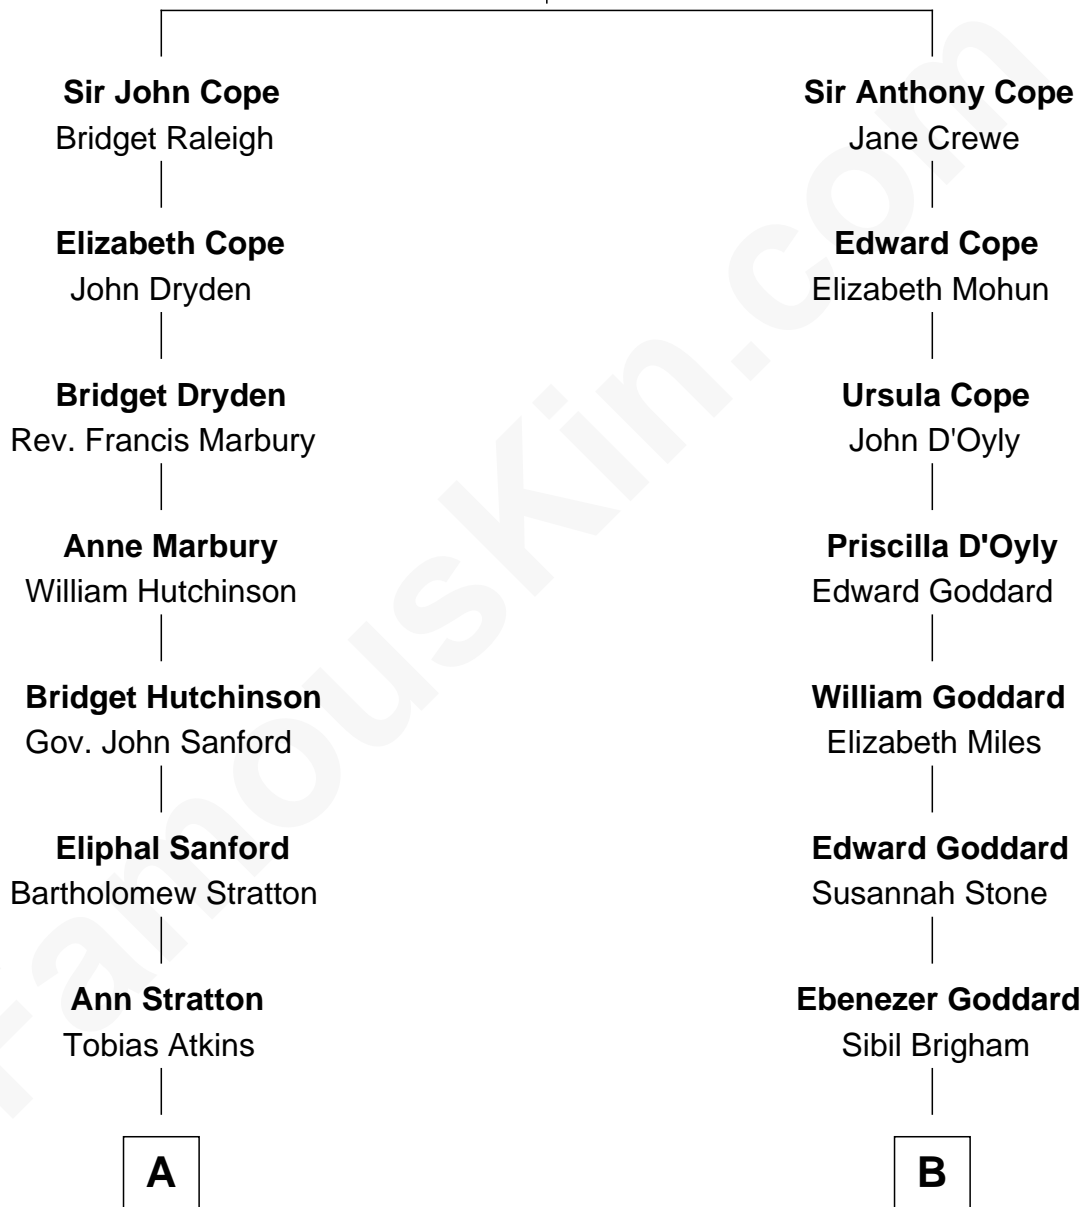 Sir John Cope
Bridget Raleigh
Elizabeth Cope
John Dryden
Bridget Dryden
Rev. Francis Marbury
Anne Marbury
William Hutchinson
Bridget Hutchinson
Gov. John Sanford
Eliphal Sanford
Bartholomew Stratton
Ann Stratton
Tobias Atkins
A
Sir Anthony Cope
Jane Crewe
Edward Cope
Elizabeth Mohun
Ursula Cope
John D'Oyly
Priscilla D'Oyly
Edward Goddard
William Goddard
Elizabeth Miles
Edward Goddard
Susannah Stone
Ebenezer Goddard
Sibil Brigham
B
FamousKin.com